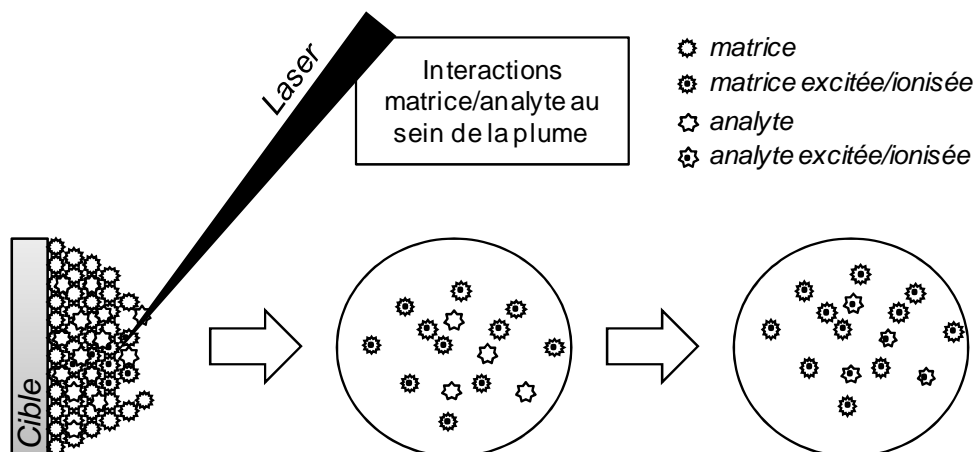 Laser
Interactions
matrice/analyte au
sein de la plume
matrice
matrice excitée/ionisée
analyte
analyte excitée/ionisée
Cible